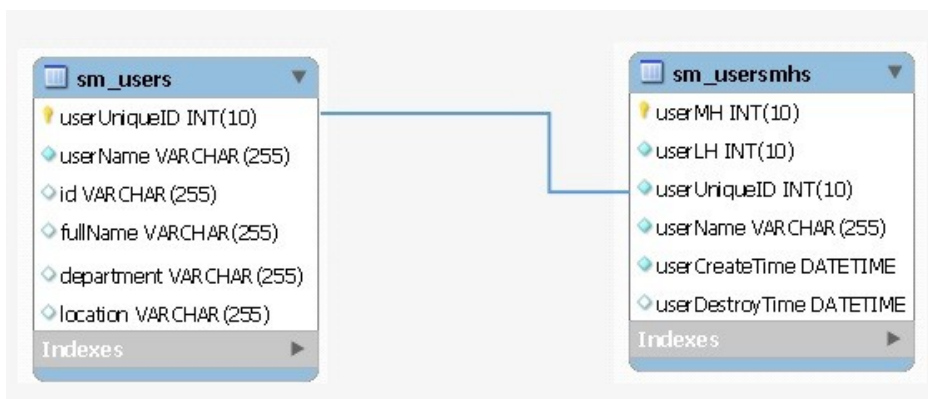 sm_users
userUniqueID INT(10)
userName VARCHAR(255)
id VARCHAR(255)
fullName VARCHAR(255)
department VARCHAR(255)
location VARCHAR(255)
Indexes
sm_usersmhs
userMH INT(10)
userLH INT(10)
userUniqueID INT(10)
userName VARCHAR(255)
userCreateTime DATETIME
userDestroyTime DATETIME
Indexes